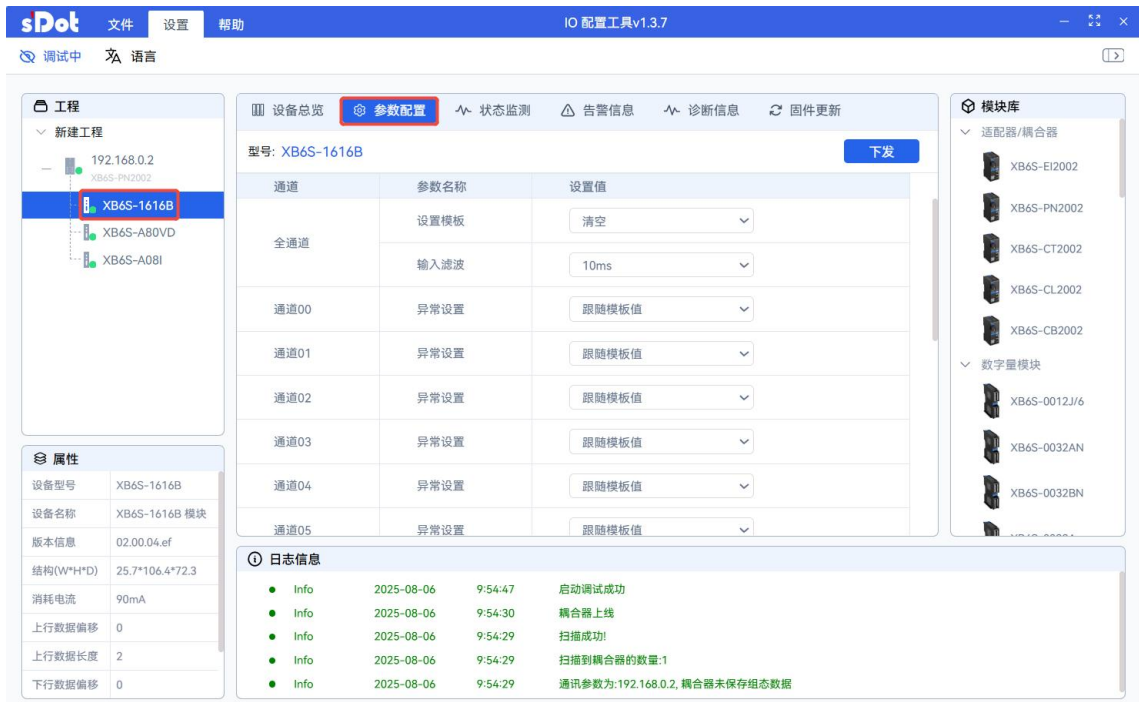 sDot 文件 设置 帮助 IO 配置工具v1.3.7
调试中 语言
工程
新建工程
192.168.0.2
XB6S-PN2002
XB6S-1616B
XB6S-A80VD
XB6S-A08I
属性
设备型号 XB6S-1616B
设备名称 XB6S-1616B 模块
版本信息 02.00.04.ef
结构(W*H*D) 25.7*106.4*72.3
消耗电流 90mA
上行数据偏移 0
上行数据长度 2
下行数据偏移 0
设备总览 参数配置 状态监测 告警信息 诊断信息 固件更新
型号: XB6S-1616B 下发
通道 参数名称 设置值
全通道
设置模板 清空
输入滤波 10ms
通道00 异常设置 跟随模板值
通道01 异常设置 跟随模板值
通道02 异常设置 跟随模板值
通道03 异常设置 跟随模板值
通道04 异常设置 跟随模板值
通道05 异常设置 跟随模板值
日志信息
Info 2025-08-06 9:54:47 启动调试成功
Info 2025-08-06 9:54:30 耦合器上线
Info 2025-08-06 9:54:29 扫描成功!
Info 2025-08-06 9:54:29 扫描到耦合器的数量:1
Info 2025-08-06 9:54:29 通讯参数为:192.168.0.2, 耦合器未保存组态数据
模块库
适配器/耦合器
XB6S-EI2002
XB6S-PN2002
XB6S-CT2002
XB6S-CL2002
XB6S-CB2002
数字量模块
XB6S-0012J/6
XB6S-0032AN
XB6S-0032BN